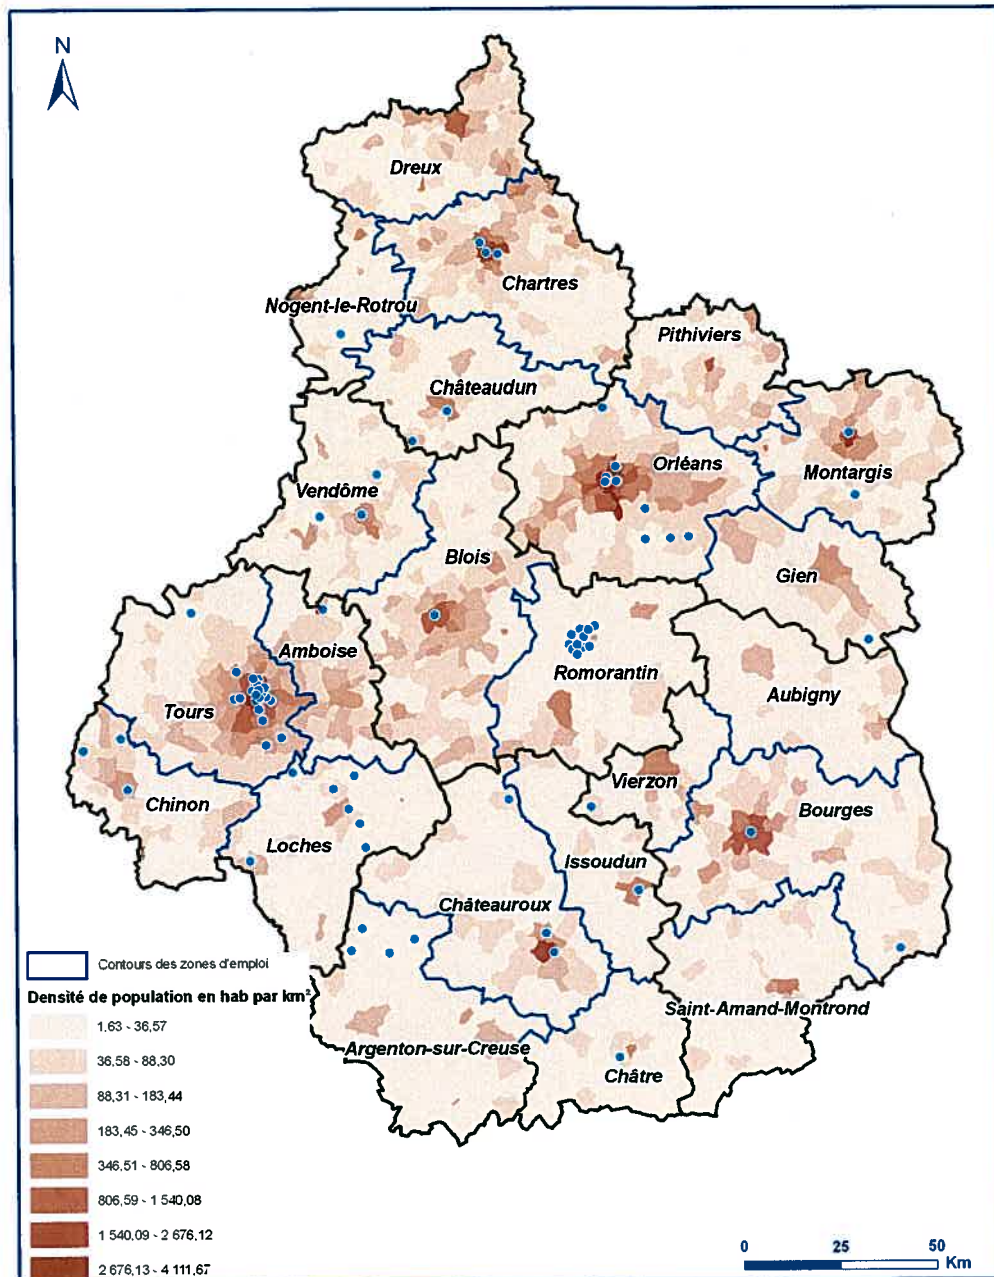 N
Dreux
Chartres
Nogent-le-Rotrou
Pithiviers
Châteaudun
Orléans
Montargis
Vendôme
Blois
Gien
Amboise
Romorantin
Aubigny
Tours
Vierzon
Bourges
Chinon
Loches
Issoudun
Châteauroux
Contours des zones d'emploi
Densité de population en hab par km²
Saint-Amand-Montrond
1,63 - 36,57
Argenton-sur-Creuse
36,58 - 88,30
Châtre
88,31 - 183,44
183,45 - 346,50
346,51 - 806,58
806,59 - 1 540,08
1 540,09 - 2 676,12
2 676,13 - 4 111,67
0 25 50
Km